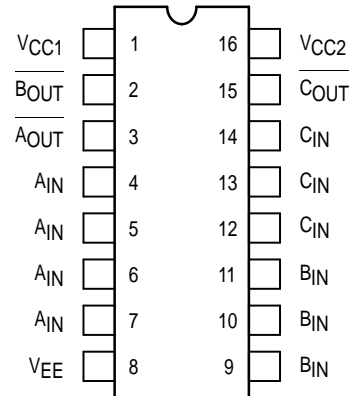 VCC1 1 16 VCC2
BOUT 2 15 COUT
AOUT 3 14 CIN
AIN 4 13 CIN
AIN 5 12 CIN
AIN 6 11 BIN
AIN 7 10 BIN
VEE 8 9 BIN